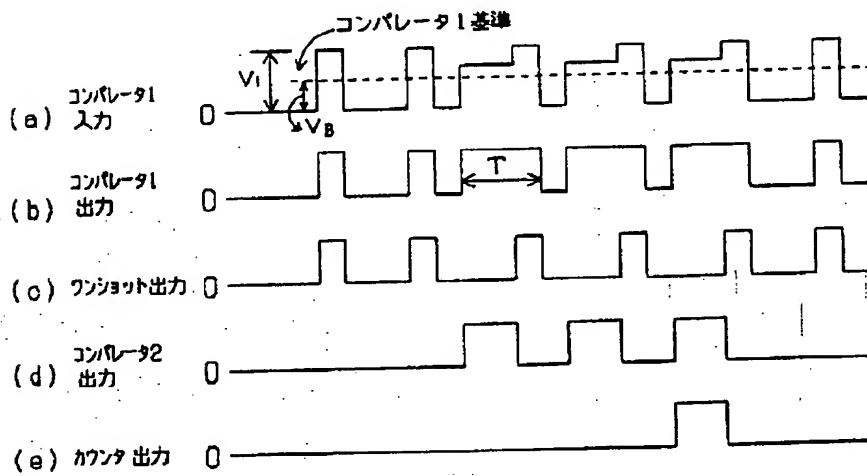 コンパレータ1基準
V1
VB
(a) コンパレータ1 入力 0
(b) コンパレータ1 出力 0
T
(c) ワンショット出力 0
(d) コンパレータ2 出力 0
(e) カウンタ出力 0